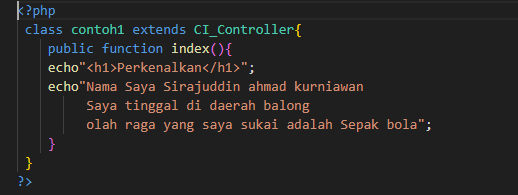 <?php
class contoh1 extends CI_Controller{
public function index(){
echo"<h1>Perkenalkan</h1>";
echo"Nama Saya Sirajuddin ahmad kurniawan
Saya tinggal di daerah balong
olah raga yang saya sukai adalah Sepak bola";
}
}
?>